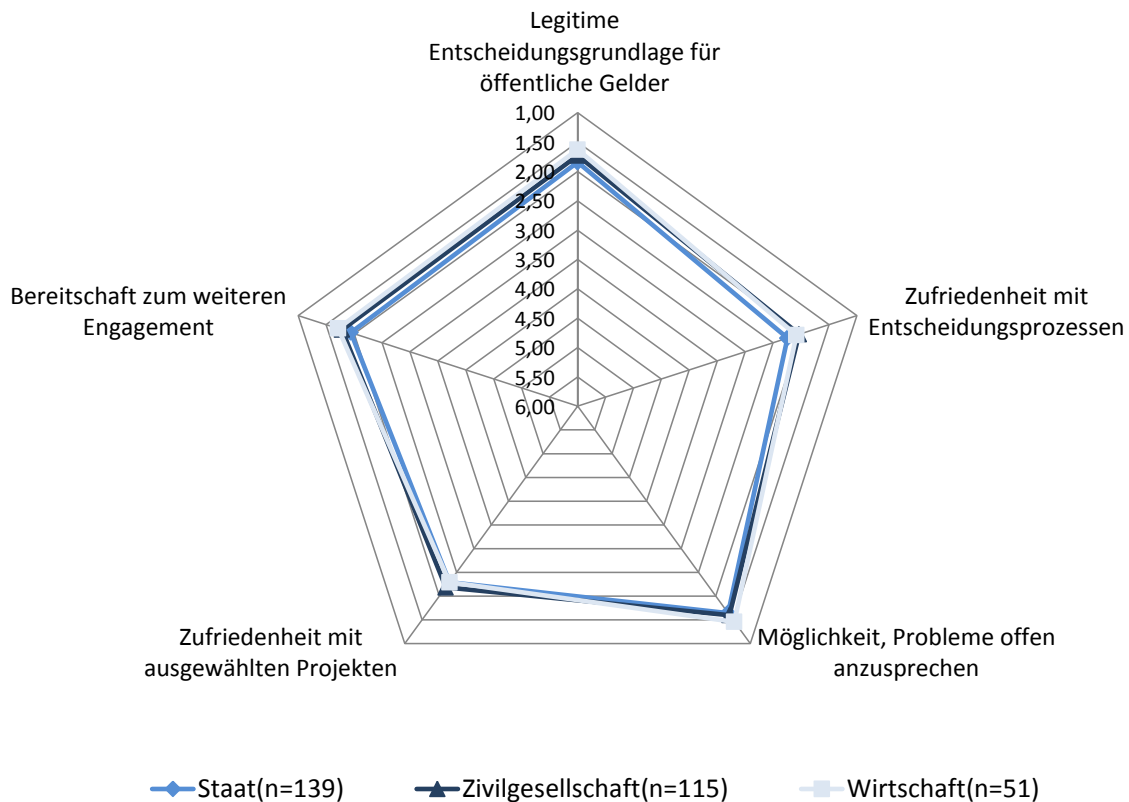 Legitime
Entscheidungsgrundlage für
öffentliche Gelder
1,00
1,50
2,00
2,50
3,00
3,50
4,00
4,50
5,00
5,50
6,00
Bereitschaft zum weiteren
Engagement
Zufriedenheit mit
Entscheidungsprozessen
Zufriedenheit mit
ausgewählten Projekten
Möglichkeit, Probleme offen
anzusprechen
Staat(n=139)
Zivilgesellschaft(n=115)
Wirtschaft(n=51)